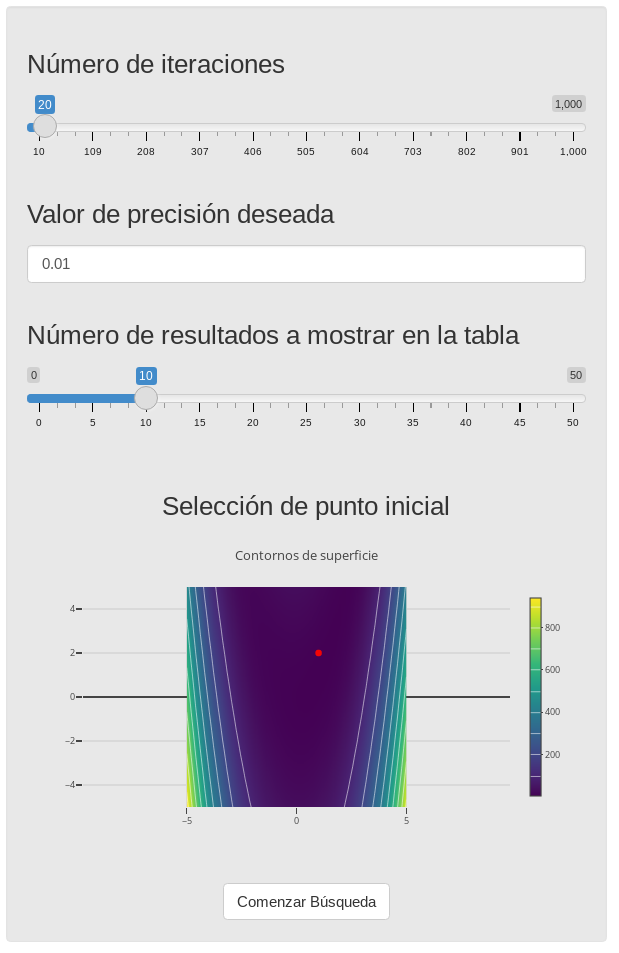 Número de iteraciones
20 1,000
10 109 208 307 406 505 604 703 802 901 1,000
Valor de precisión deseada
0.01
Número de resultados a mostrar en la tabla
0 10 50
0 5 10 15 20 25 30 35 40 45 50
Selección de punto inicial
Contornos de superficie
4
2
0
−2
−4
−5 0 5
800
600
400
200
Comenzar Búsqueda